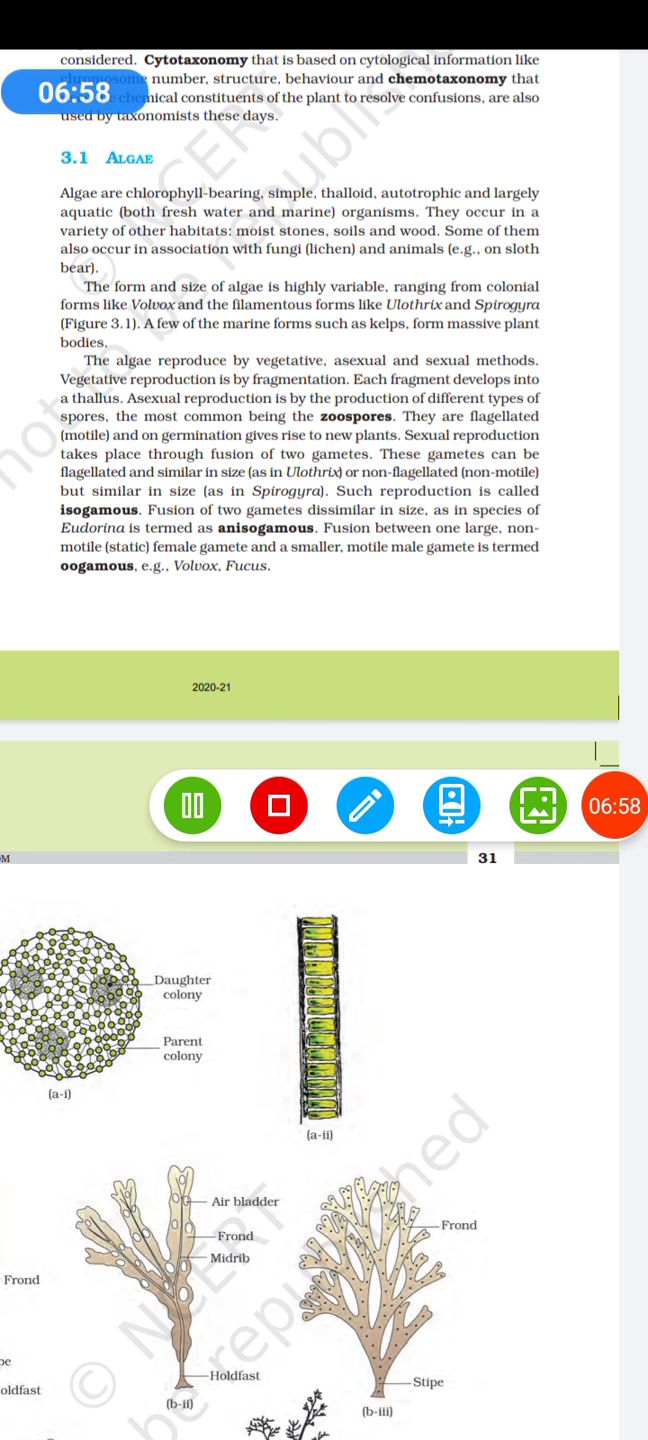 considered. Cytotaxonomy that is based on cytological information like
06:58
chromosome number, structure, behaviour and chemotaxonomy that
chemical constituents of the plant to resolve confusions, are also
used by taxonomists these days.
3.1 ALGAE
Algae are chlorophyll-bearing, simple, thalloid, autotrophic and largely
aquatic (both fresh water and marine) organisms. They occur in a
variety of other habitats: moist stones, soils and wood. Some of them
also occur in association with fungi (lichen) and animals (e.g., on sloth
bear).
The form and size of algae is highly variable, ranging from colonial
forms like Volvox and the filamentous forms like Ulothrix and Spirogyra
(Figure 3.1). A few of the marine forms such as kelps, form massive plant
bodies.
The algae reproduce by vegetative, asexual and sexual methods.
Vegetative reproduction is by fragmentation. Each fragment develops into
a thallus. Asexual reproduction is by the production of different types of
spores, the most common being the zoospores. They are flagellated
(motile) and on germination gives rise to new plants. Sexual reproduction
takes place through fusion of two gametes. These gametes can be
flagellated and similar in size (as in Ulothrix) or non-flagellated (non-motile)
but similar in size (as in Spirogyra). Such reproduction is called
isogamous. Fusion of two gametes dissimilar in size, as in species of
Eudorina is termed as anisogamous. Fusion between one large, non-
motile (static) female gamete and a smaller, motile male gamete is termed
oogamous, e.g., Volvox, Fucus.
© NCERT
not to be republished
2020-21
06:58
OM
31
Daughter
colony
Parent
colony
(a-i)
(a-ii)
Air bladder
Frond
Midrib
Holdfast
(b-ii)
Frond
Stipe
(b-iii)
Frond
pe
oldfast
© NCERT
be republished